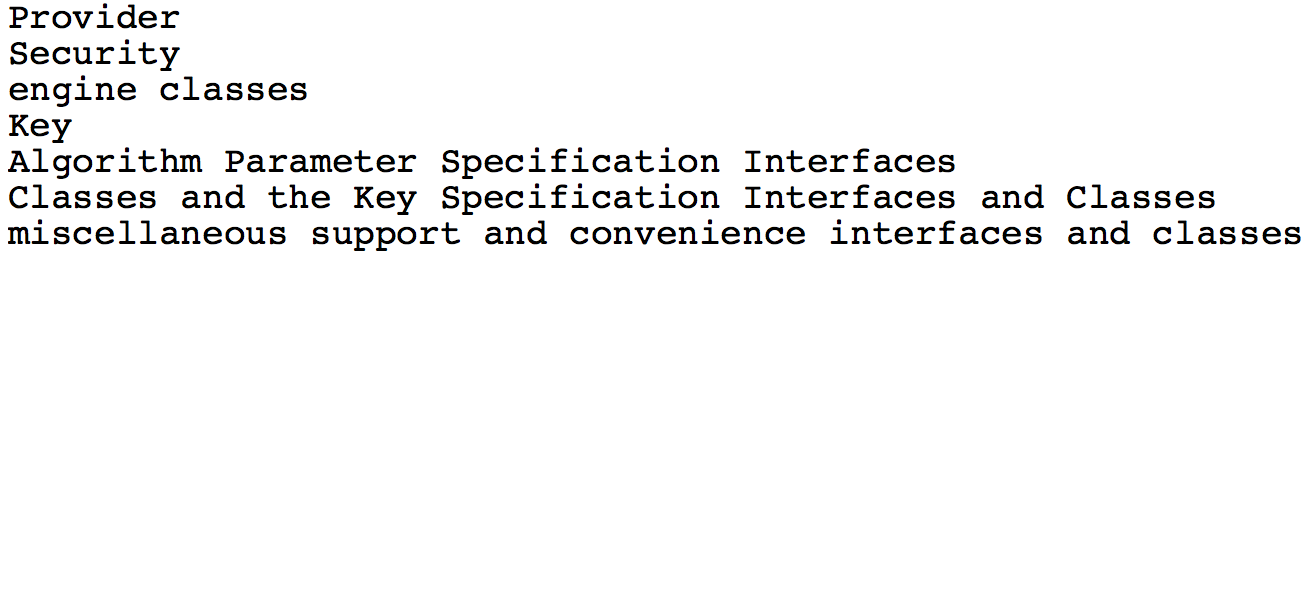 Provider
Security
engine classes
Key
Algorithm Parameter Specification Interfaces
Classes and the Key Specification Interfaces and Classes
miscellaneous support and convenience interfaces and classes